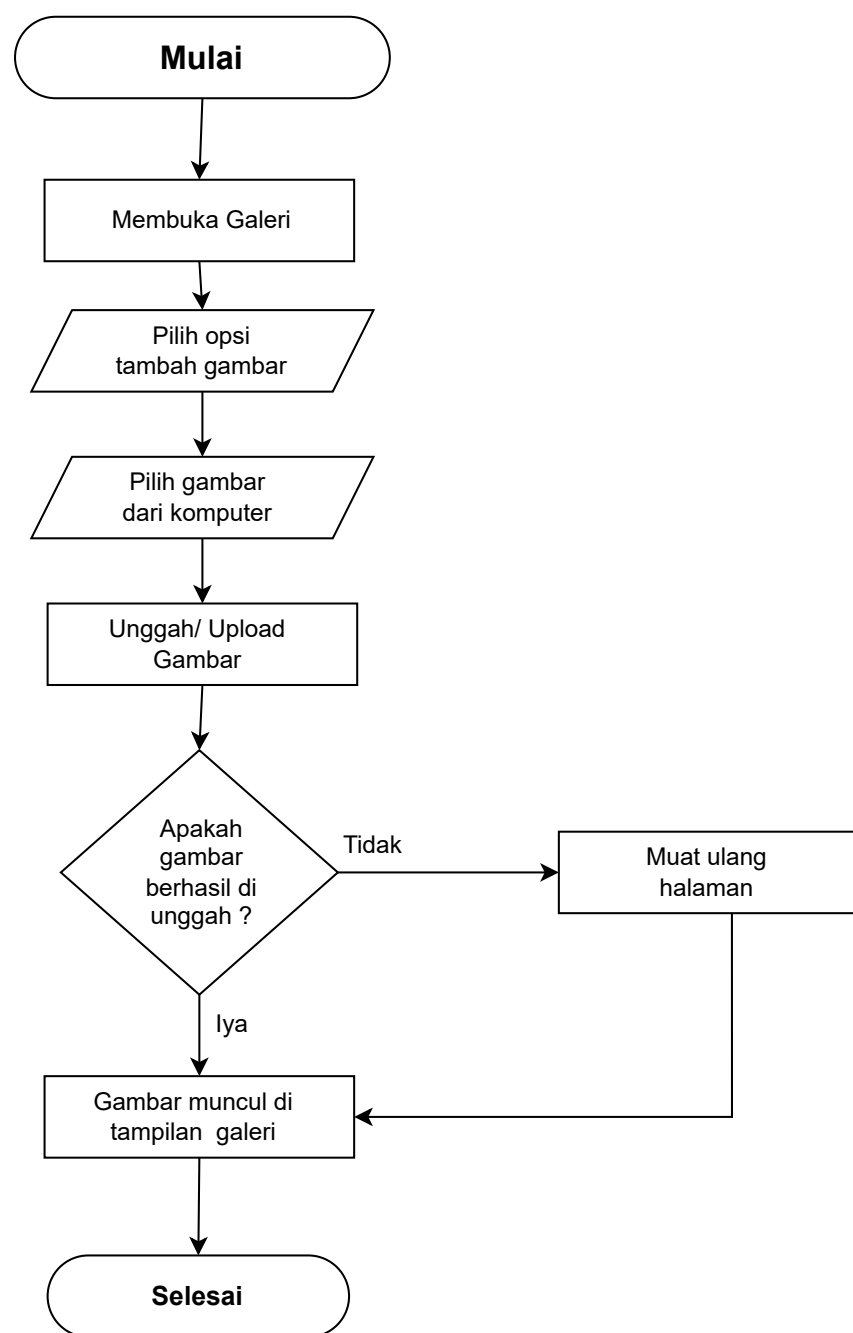 Mulai
Membuka Galeri
Pilih opsi
tambah gambar
Pilih gambar
dari komputer
Unggah/ Upload
Gambar
Apakah
gambar
berhasil di
unggah ?
Tidak
Muat ulang
halaman
Iya
Gambar muncul di
tampilan  galeri
Selesai